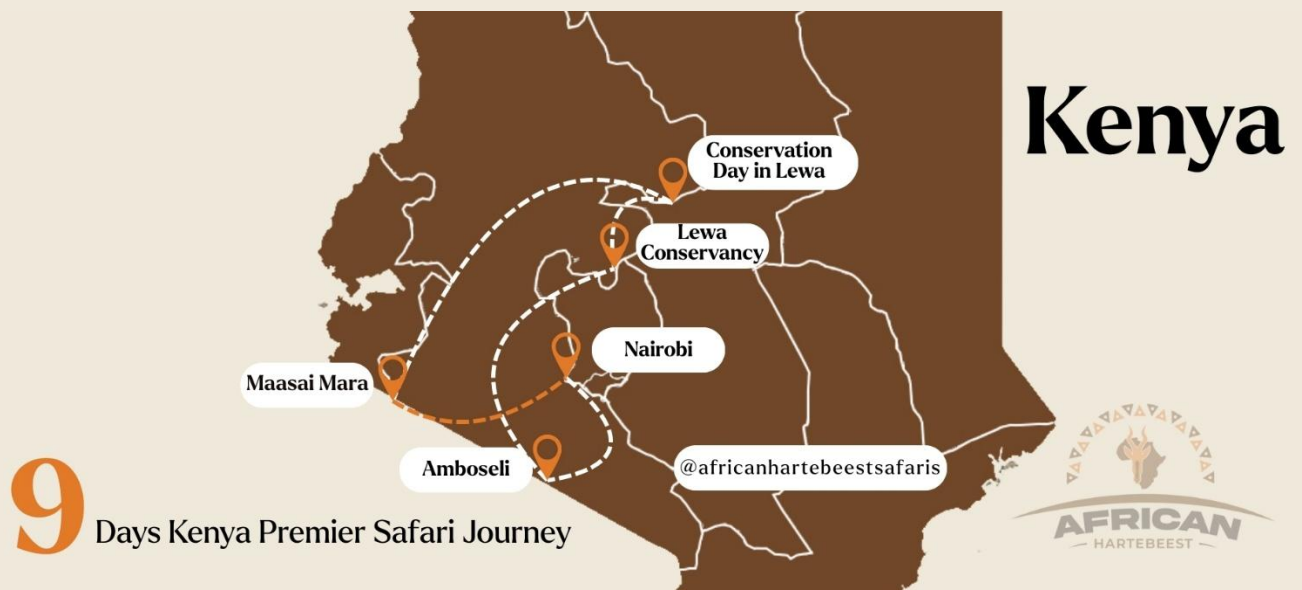 Kenya
Conservation
Day in Lewa
Lewa
Conservancy
Nairobi
Maasai Mara
Amboseli
@africanhartebeestsafaris
9 Days Kenya Premier Safari Journey
AFRICAN
HARTEBEEST